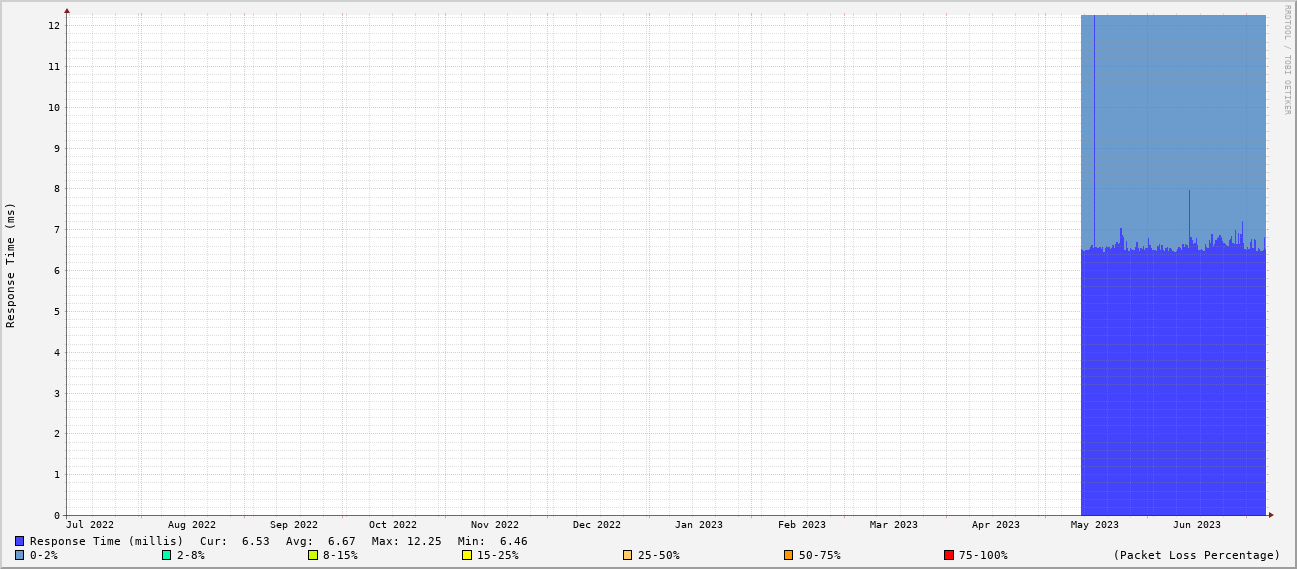 RRDTOOL / TOBI OETIKER
Response Time (ms)
12
11
10
9
8
7
6
5
4
3
2
1
0
Jul 2022 Aug 2022 Sep 2022 Oct 2022 Nov 2022 Dec 2022 Jan 2023 Feb 2023 Mar 2023 Apr 2023 May 2023 Jun 2023
Response Time (millis) Cur: 6.53 Avg: 6.67 Max: 12.25 Min: 6.46
0-2% 2-8% 8-15% 15-25% 25-50% 50-75% 75-100% (Packet Loss Percentage)